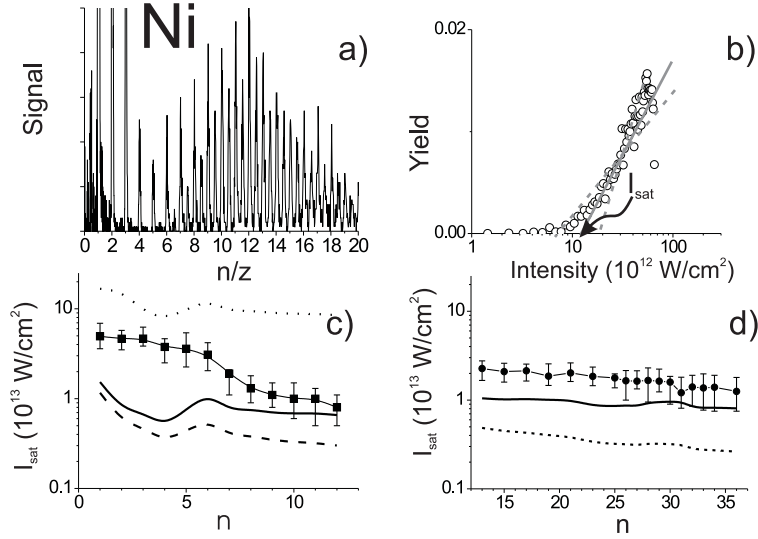 Ni
a)
Signal
0 2 4 6 8 10 12 14 16 18 20
n/z
b)
0.02
Yield
I sat
0.00
1 10 100
Intensity (10¹² W/cm²)
c)
10
I sat (10¹³ W/cm²)
1
0.1
0 5 10
n
d)
10
I sat (10¹³ W/cm²)
1
0.1
15 20 25 30 35
n